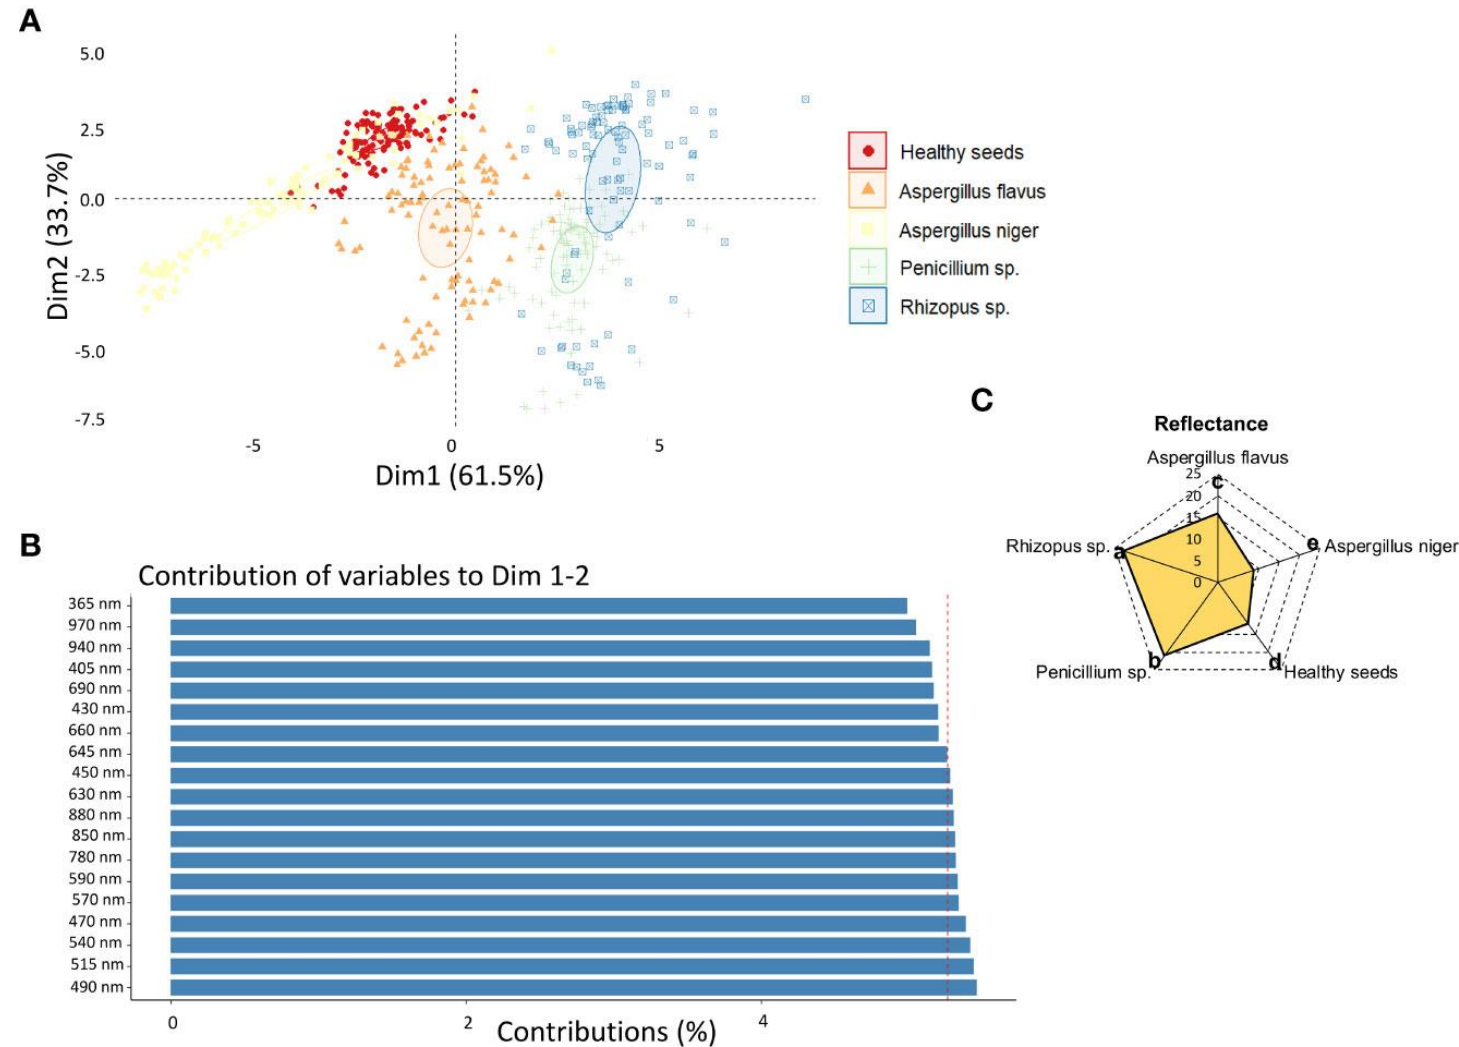 A
5.0
2.5
0.0
-2.5
-5.0
-7.5
Dim2 (33.7%)
-5
0
5
Dim1 (61.5%)
Healthy seeds
Aspergillus flavus
Aspergillus niger
Penicillium sp.
Rhizopus sp.
B
Contribution of variables to Dim 1-2
365 nm
970 nm
940 nm
405 nm
690 nm
430 nm
660 nm
645 nm
450 nm
630 nm
880 nm
850 nm
780 nm
590 nm
570 nm
470 nm
540 nm
515 nm
490 nm
0
2
4
Contributions (%)
C
Reflectance
Aspergillus flavus
25
c
20
15
10
5
0
Rhizopus sp.
a
e
Aspergillus niger
Penicillium sp.
b
d
Healthy seeds